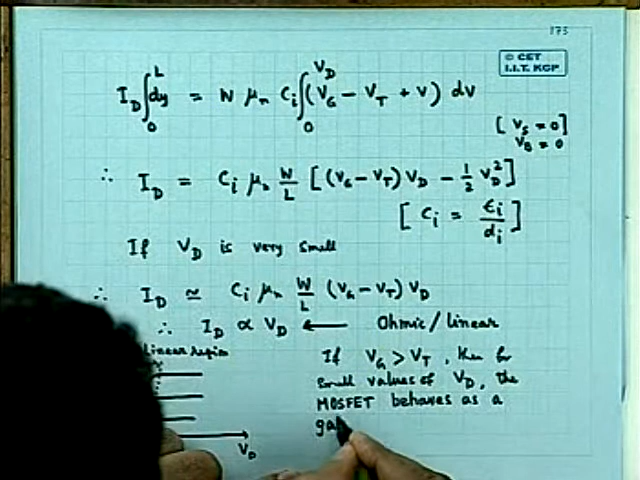 173
© CET
I.I.T. KGP
I_D ∫_0^L dy = W μ_n C_i ∫_0^{V_D} (V_G - V_T + V) dV
[V_S = 0]
V_B = 0
∴ I_D = C_i μ_n W/L [(V_G - V_T) V_D - 1/2 V_D^2]
[C_i = ε_i/d_i]
If V_D is very small
∴ I_D ≃ C_i μ_n W/L (V_G - V_T) V_D
∴ I_D ∝ V_D ← Ohmic/linear
linear region
If V_G > V_T, then for
small values of V_D, the
MOSFET behaves as a
ga
V_D